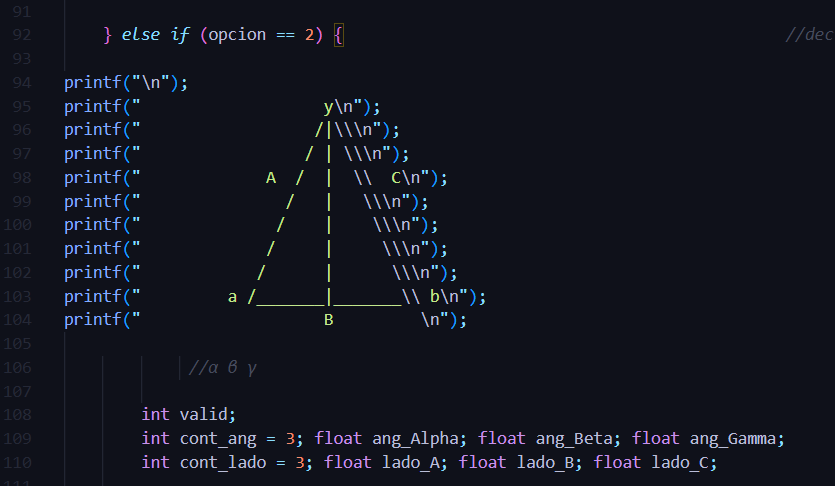 91
92 } else if (opcion == 2) { //dec
93
94 printf("\n");
95 printf("                   y\n");
96 printf("                  /|\\\n");
97 printf("                 / | \\\n");
98 printf("             A  /  |  \\  C\n");
99 printf("               /   |   \\\n");
100 printf("              /    |    \\\n");
101 printf("             /     |     \\\n");
102 printf("            /      |      \\\n");
103 printf("         a /_______|_______\\ b\n");
104 printf("                   B         \n");
105
106 //α β γ
107
108 int valid;
109 int cont_ang = 3; float ang_Alpha; float ang_Beta; float ang_Gamma;
110 int cont_lado = 3; float lado_A; float lado_B; float lado_C;
111